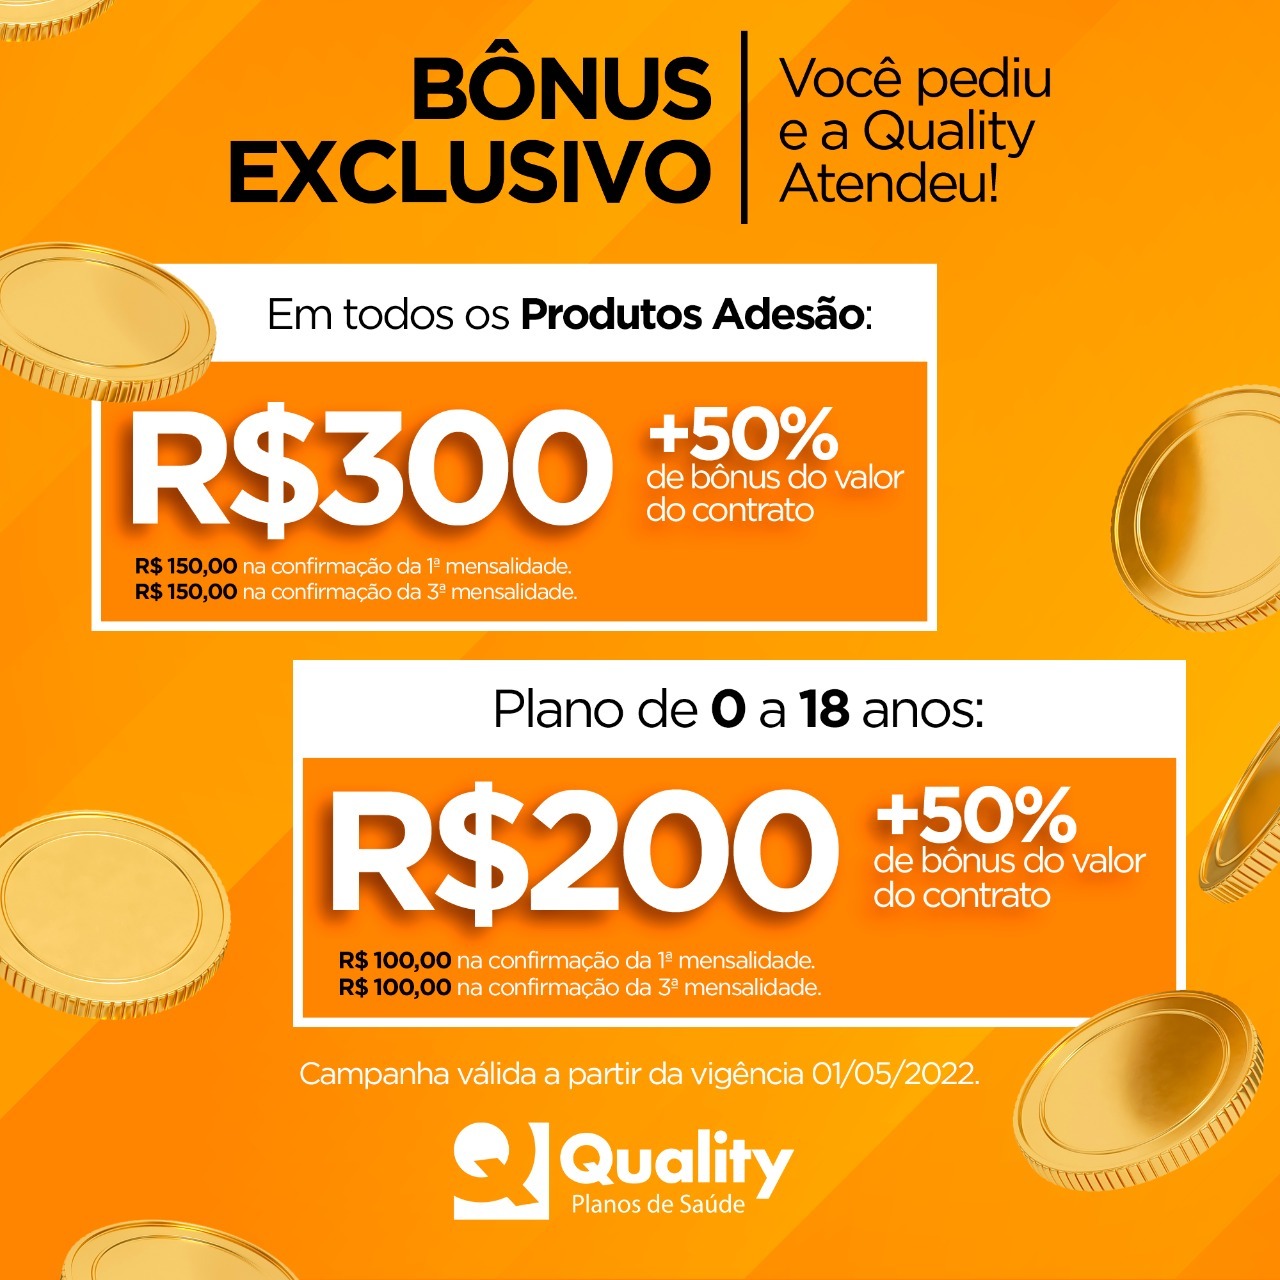 BÔNUS
EXCLUSIVO
Você pediu
e a Quality
Atendeu!
Em todos os Produtos Adesão:
R$300
+50%
de bônus do valor
do contrato
R$ 150,00 na confirmação da 1ª mensalidade.
R$ 150,00 na confirmação da 3ª mensalidade.
Plano de 0 a 18 anos:
R$200
+50%
de bônus do valor
do contrato
R$ 100,00 na confirmação da 1ª mensalidade.
R$ 100,00 na confirmação da 3ª mensalidade.
Campanha válida a partir da vigência 01/05/2022.
Quality
Planos de Saúde